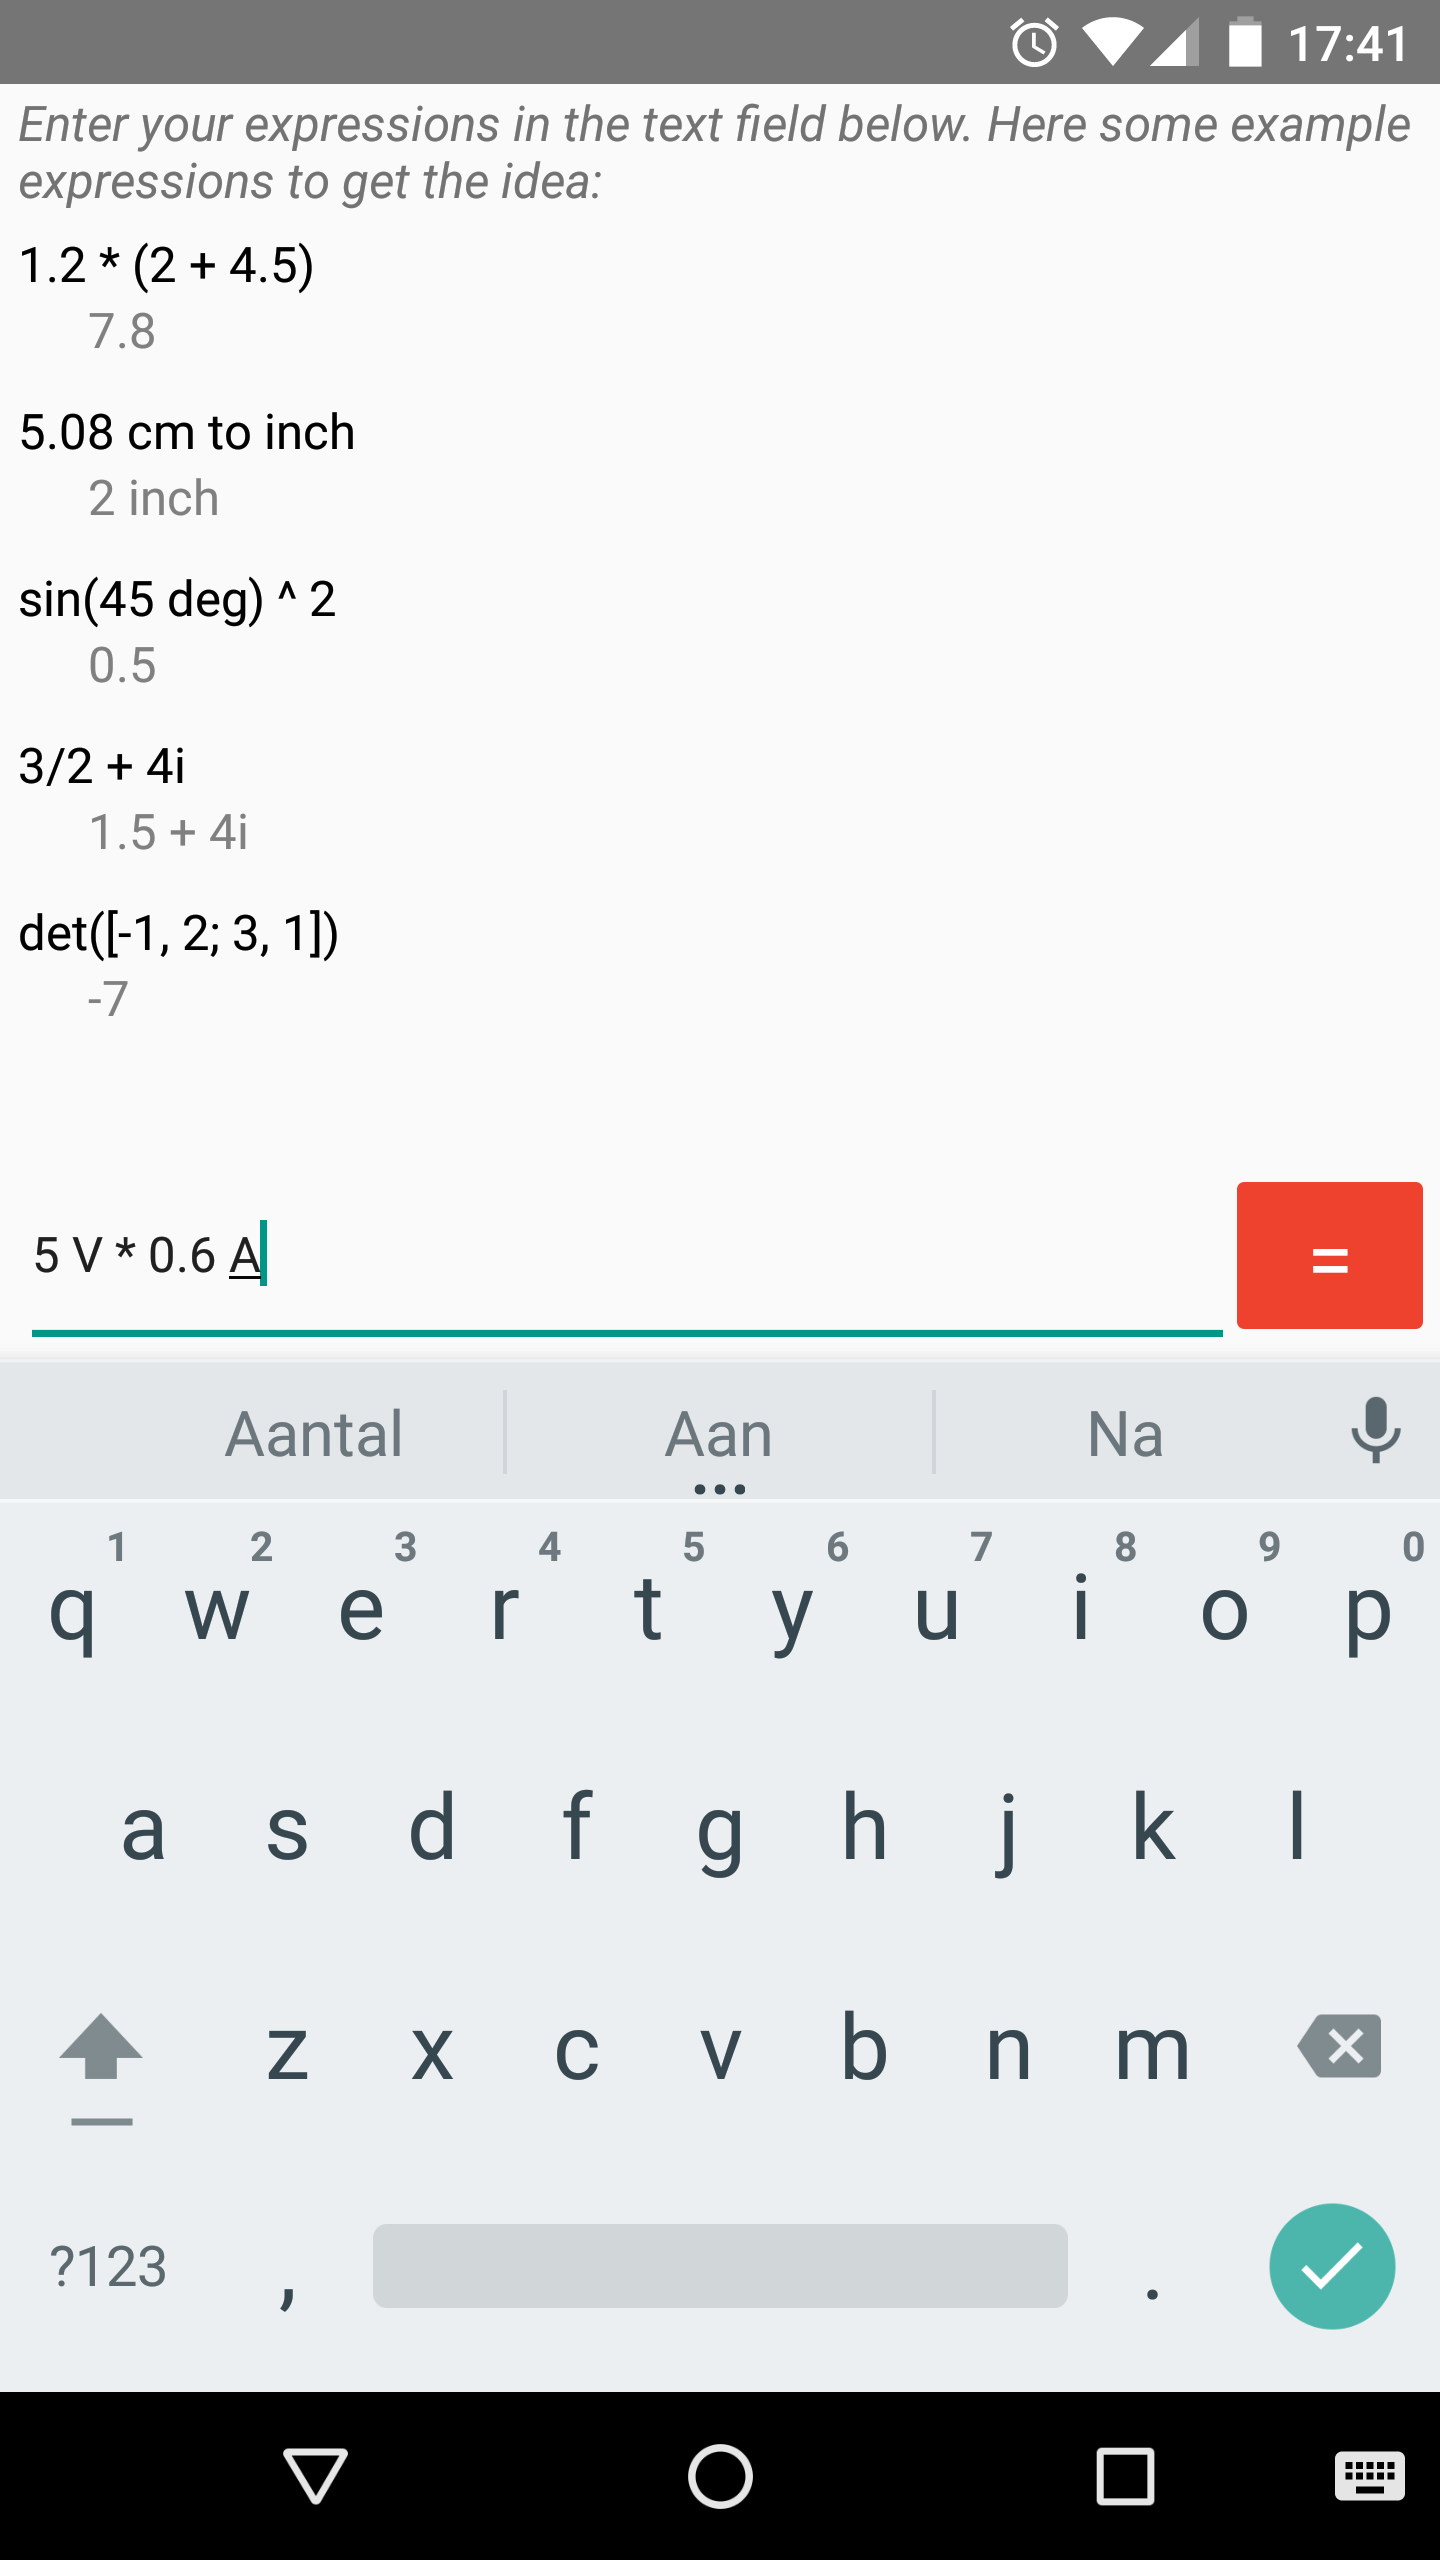 17:41
Enter your expressions in the text field below. Here some example
expressions to get the idea:
1.2 * (2 + 4.5)
7.8
5.08 cm to inch
2 inch
sin(45 deg) ^ 2
0.5
3/2 + 4i
1.5 + 4i
det([-1, 2; 3, 1])
-7
5 V * 0.6 A
=
Aantal Aan Na
1 2 3 4 5 6 7 8 9 0
q w e r t y u i o p
a s d f g h j k l
z x c v b n m
?123 , .